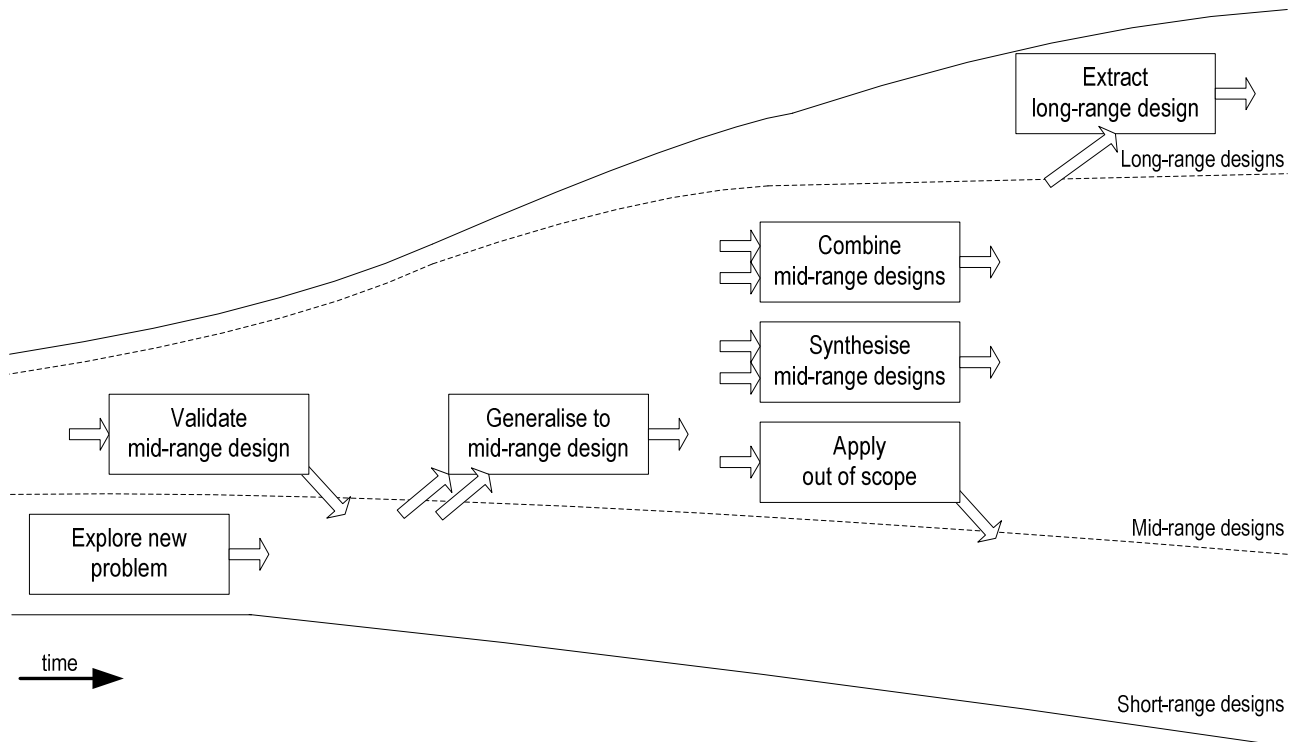 Extract
long-range design
Long-range designs
Combine
mid-range designs
Synthesise
mid-range designs
Validate
mid-range design
Generalise to
mid-range design
Apply
out of scope
Mid-range designs
Explore new
problem
time
Short-range designs